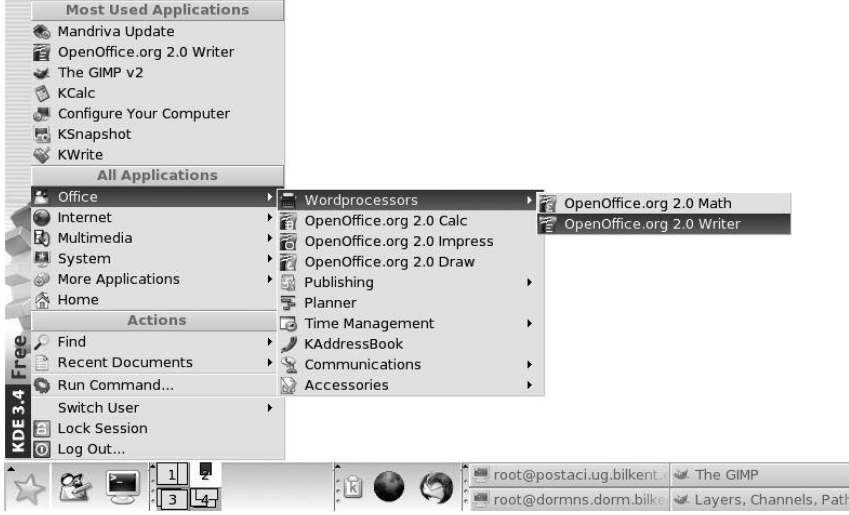 Most Used Applications
Mandriva Update
OpenOffice.org 2.0 Writer
The GIMP v2
KCalc
Configure Your Computer
KSnapshot
KWrite
All Applications
Office
Internet
Multimedia
System
More Applications
Home
Actions
Find
Recent Documents
Run Command...
Switch User
Lock Session
Log Out...
KDE 3.4 Free
Wordprocessors
OpenOffice.org 2.0 Calc
OpenOffice.org 2.0 Impress
OpenOffice.org 2.0 Draw
Publishing
Planner
Time Management
KAddressBook
Communications
Accessories
OpenOffice.org 2.0 Math
OpenOffice.org 2.0 Writer
1 2
3 4
root@postaci.ug.bilkent.
The GIMP
root@dormns.dorm.bilke
Layers, Channels, Path